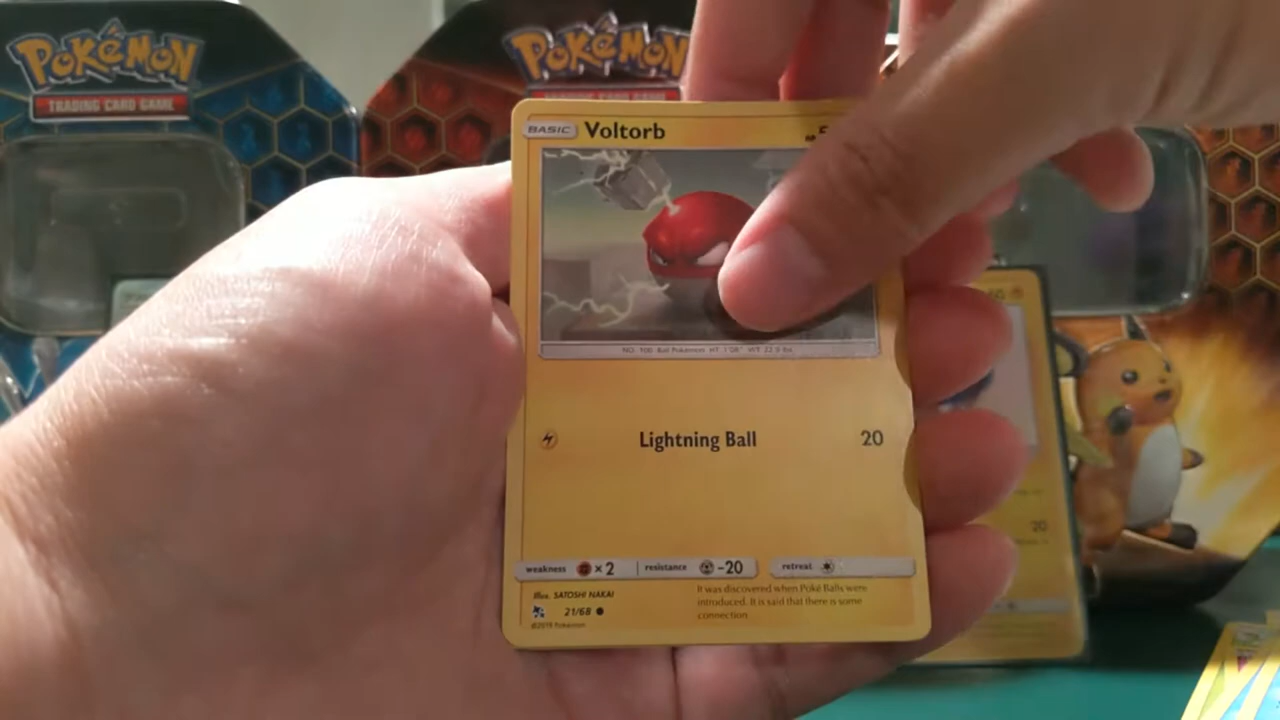 POKéMON
TRADING CARD GAME
POKéMON
BASIC Voltorb
NO. 100 Ball Pokémon HT: 1'08" WT: 22.9 lbs.
Lightning Ball 20
weakness ×2 resistance -20 retreat
Illus. SATOSHI NAKAI
21/68
©2019 Pokémon
It was discovered when Poké Balls were
introduced. It is said that there is some
connection.
20